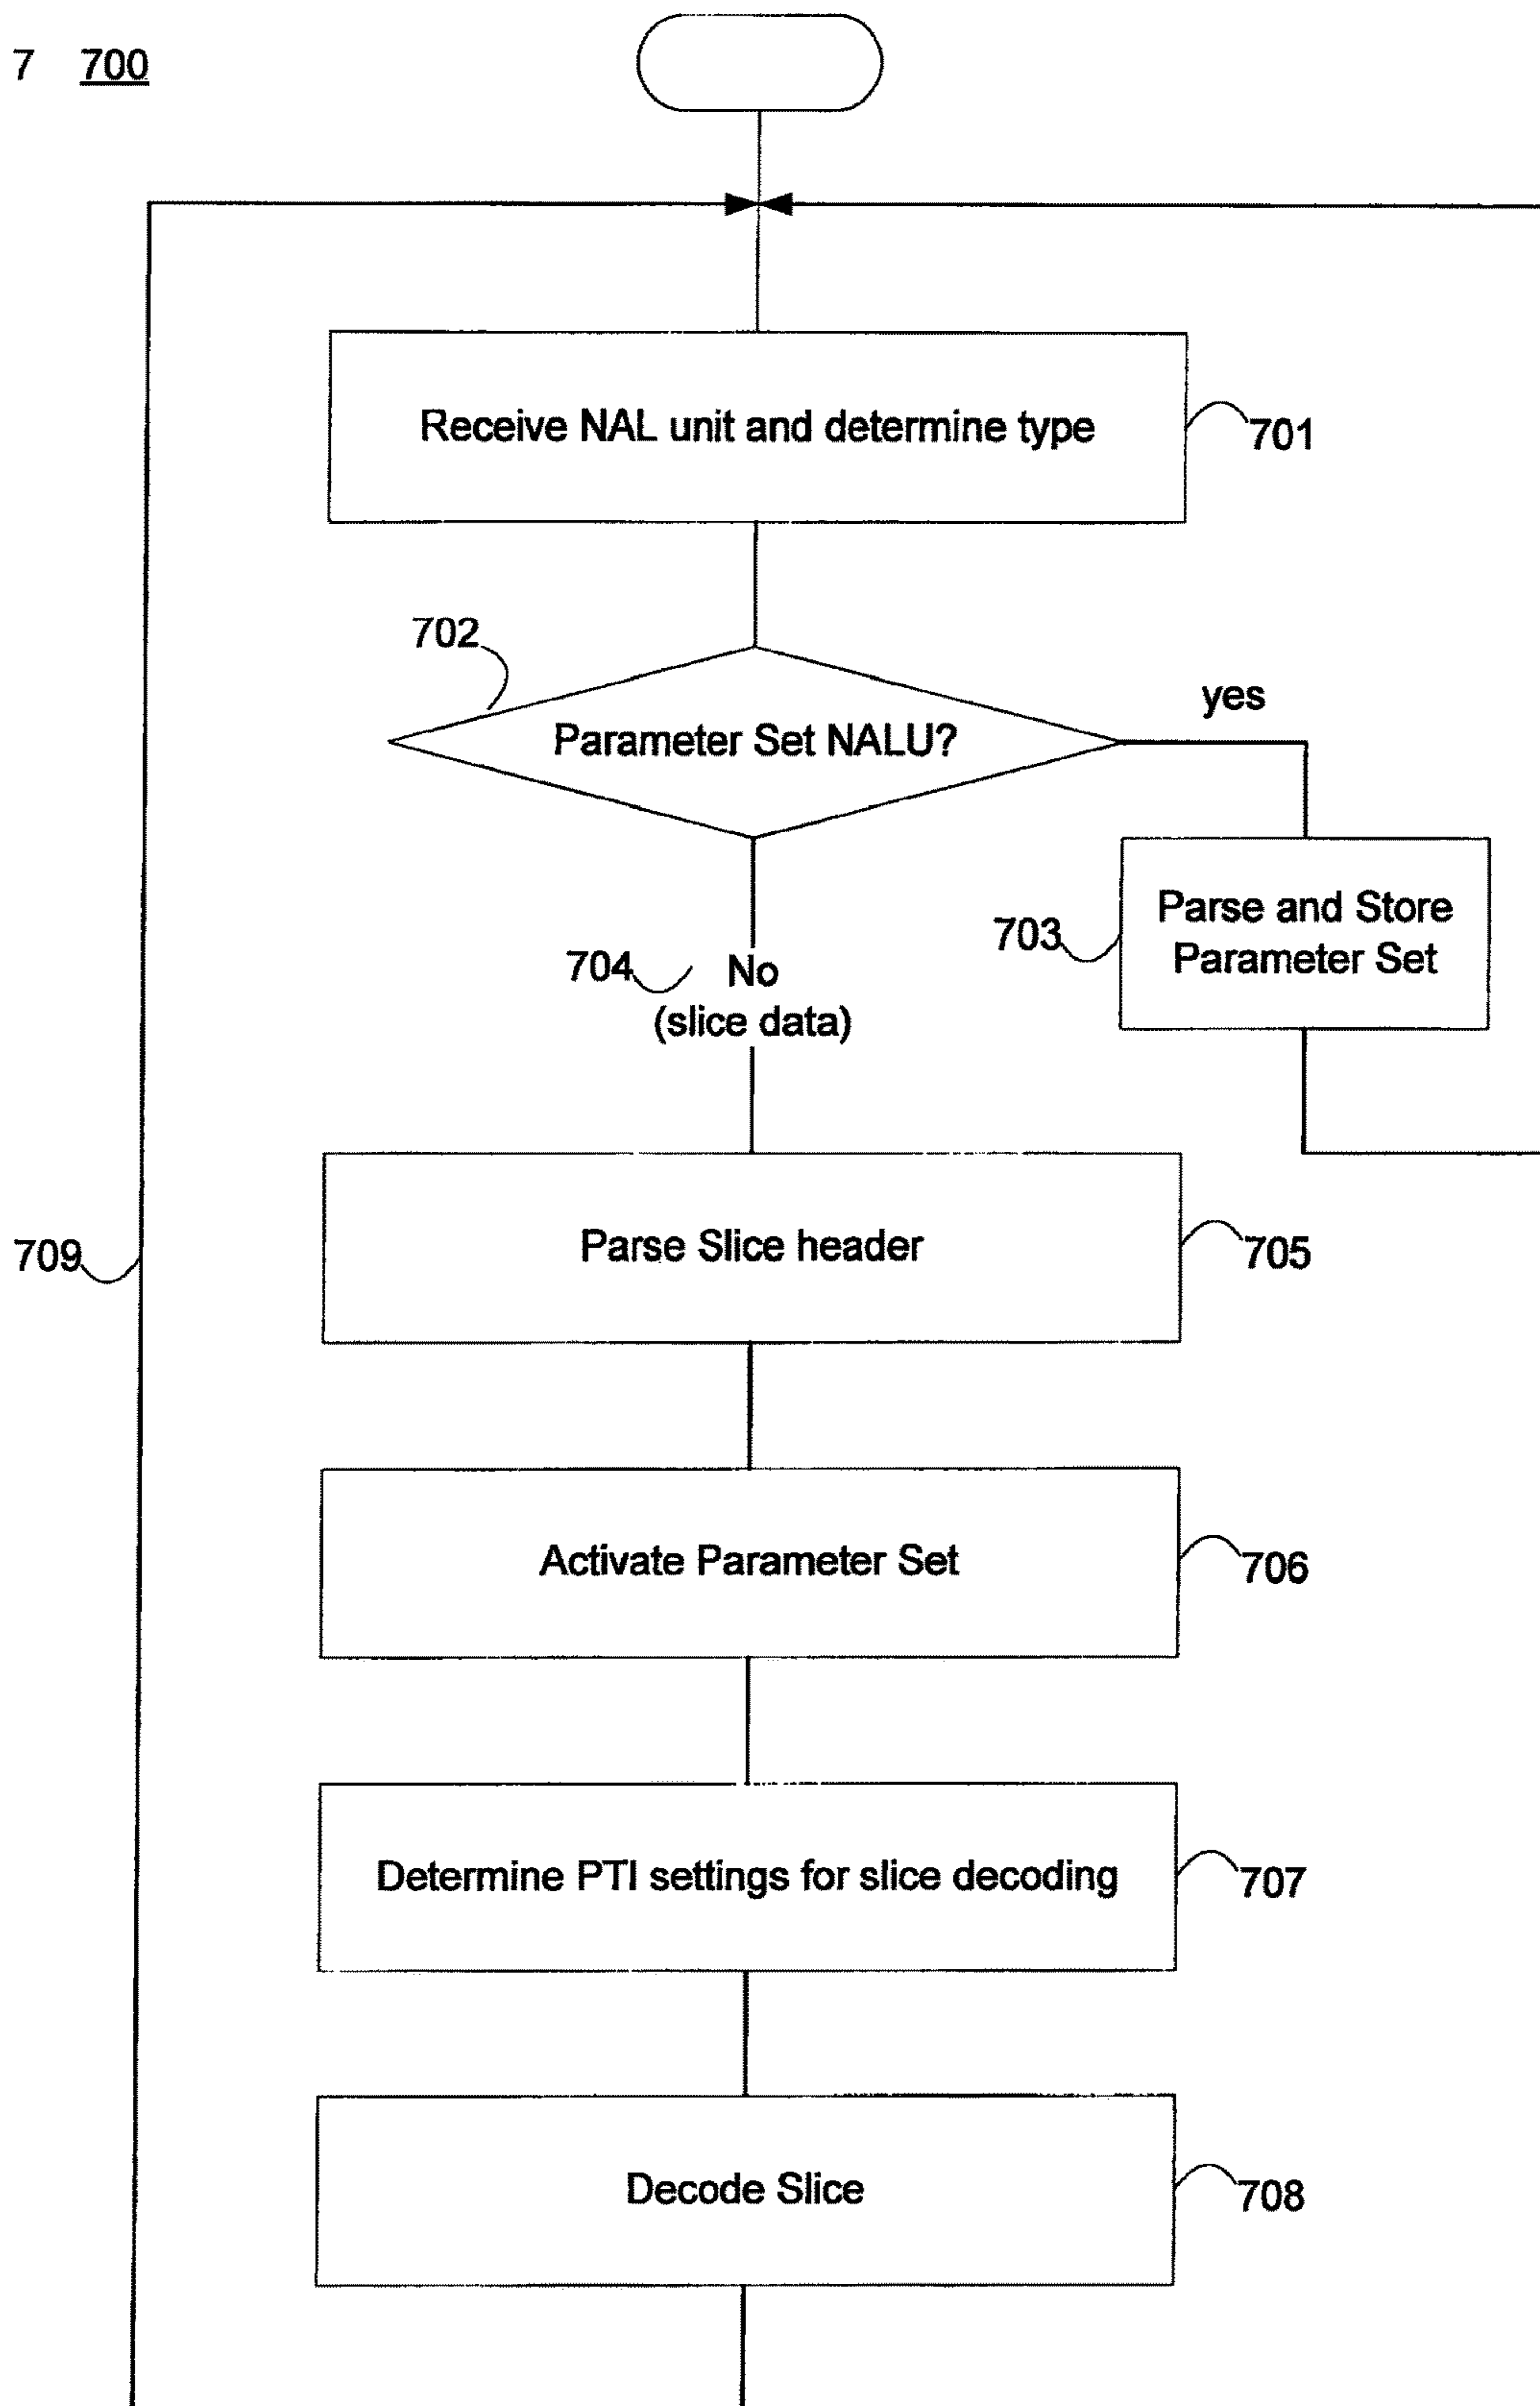 7 700
Receive NAL unit and determine type
701
702
Parameter Set NALU?
yes
703
Parse and Store
Parameter Set
704
No
(slice data)
Parse Slice header
705
709
Activate Parameter Set
706
Determine PTI settings for slice decoding
707
Decode Slice
708